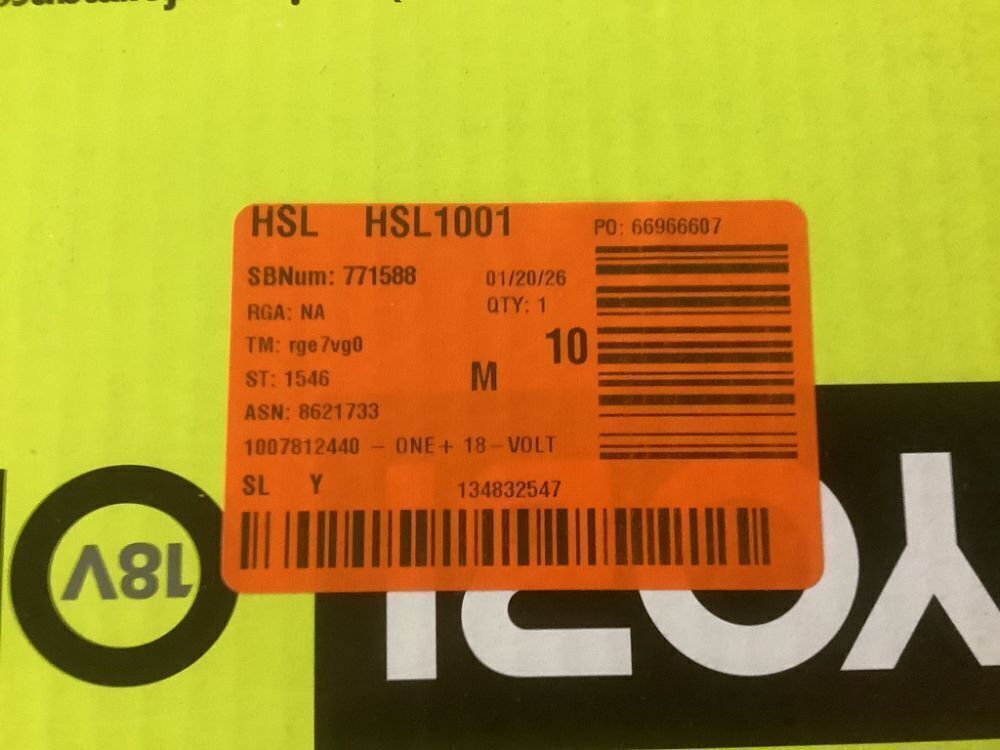 HSL HSL1001 PO: 66966607
SBNum: 771588 01/20/26
RGA: NA QTY: 1
TM: rge7vg0 10
ST: 1546 M
ASN: 8621733
1007812440 - ONE+ 18-VOLT
SL Y 134832547
18V
YOBI